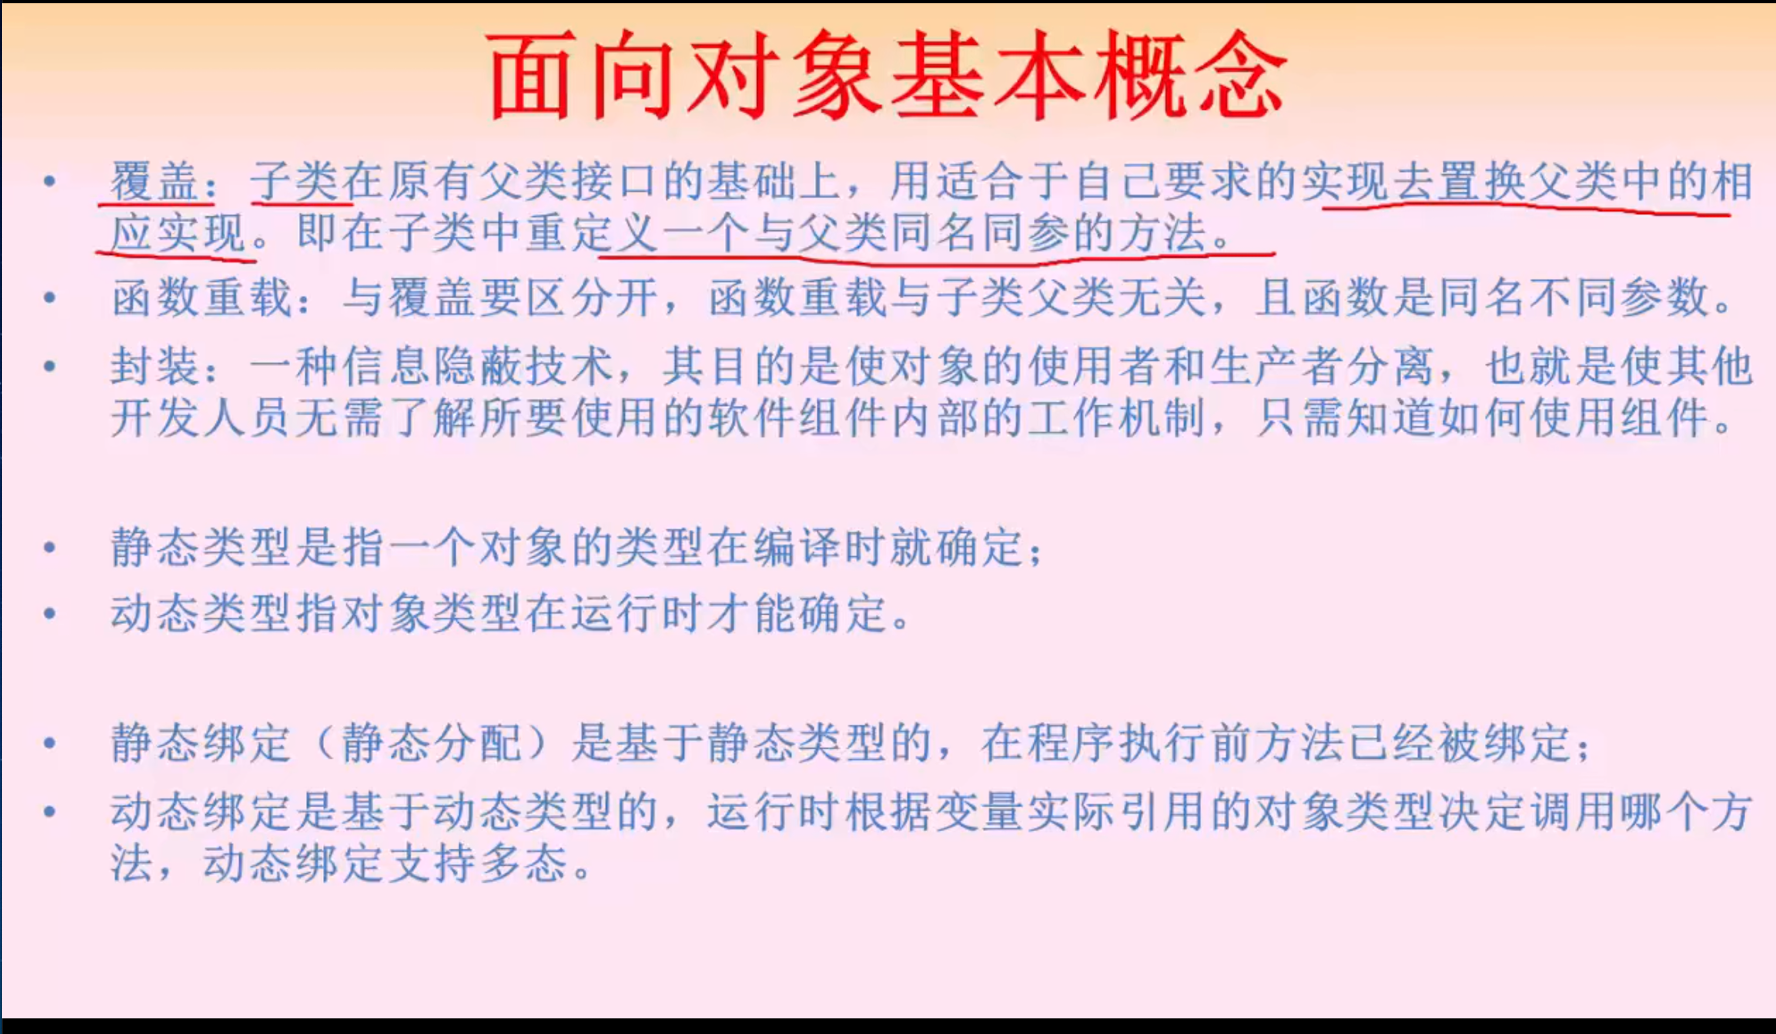 面向对象基本概念
• 覆盖：子类在原有父类接口的基础上，用适合于自己要求的实现去置换父类中的相
应实现。即在子类中重定义一个与父类同名同参的方法。
• 函数重载：与覆盖要区分开，函数重载与子类父类无关，且函数是同名不同参数。
• 封装：一种信息隐蔽技术，其目的是使对象的使用者和生产者分离，也就是使其他
开发人员无需了解所要使用的软件组件内部的工作机制，只需知道如何使用组件。
• 静态类型是指一个对象的类型在编译时就确定；
• 动态类型指对象类型在运行时才能确定。
• 静态绑定（静态分配）是基于静态类型的，在程序执行前方法已经被绑定；
• 动态绑定是基于动态类型的，运行时根据变量实际引用的对象类型决定调用哪个方
法，动态绑定支持多态。